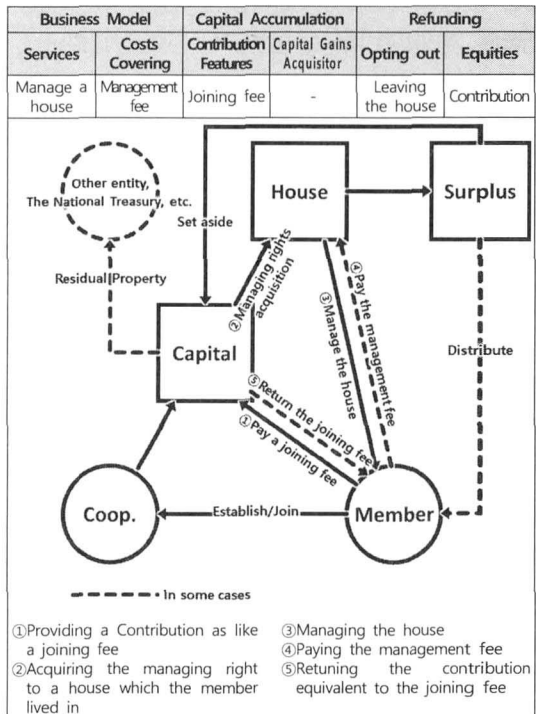 Business Model Capital Accumulation Refunding
Services Costs Covering Contribution Features Capital Gains Acquisitor Opting out Equities
Manage a house Management fee Joining fee - Leaving the house Contribution
Other entity,
The National Treasury, etc.
House
Surplus
Set aside
Residual Property
②Managing rights
acquisition
④Pay the management fee
③Manage the house
Capital
Distribute
⑤Return the joining fee
①Pay a joining fee
Coop.
Establish/Join
Member
In some cases
①Providing a Contribution as like
a joining fee
②Acquiring the managing right
to a house which the member
lived in
③Managing the house
④Paying the management fee
⑤Retuning the contribution
equivalent to the joining fee